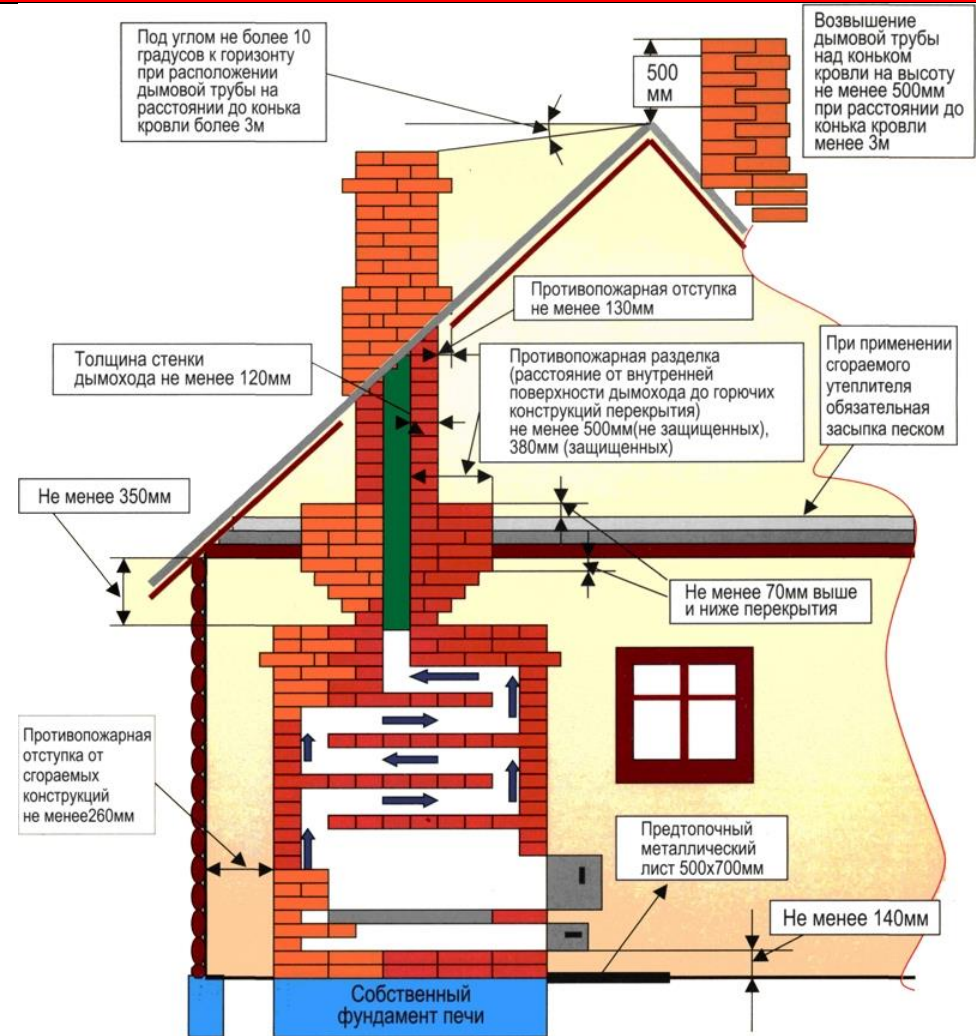 Под углом не более 10
градусов к горизонту
при расположении
дымовой трубы на
расстоянии до конька
кровли более 3м
500
мм
Возвышение
дымовой трубы
над коньком
кровли на высоту
не менее 500мм
при расстоянии до
конька кровли
менее 3м
Противопожарная отступка
не менее 130мм
Толщина стенки
дымохода не менее 120мм
Противопожарная разделка
(расстояние от внутренней
поверхности дымохода до горючих
конструкций перекрытия)
не менее 500мм(не защищенных),
380мм (защищенных)
При применении
сгораемого
утеплителя
обязательная
засыпка песком
Не менее 350мм
Не менее 70мм выше
и ниже перекрытия
Противопожарная
отступка от
сгораемых
конструкций
не менее260мм
Предтопочный
металлический
лист 500х700мм
Не менее 140мм
Собственный
фундамент печи